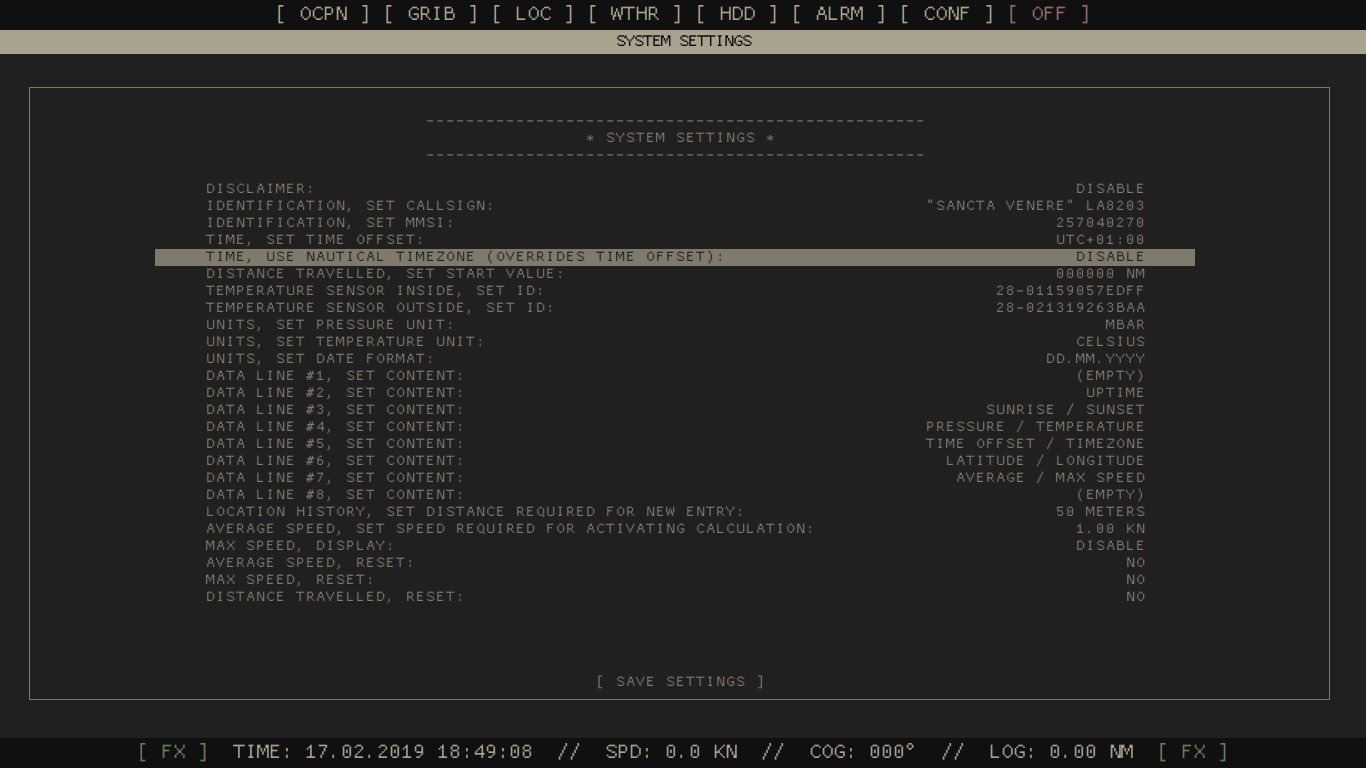 [ OCPN ] [ GRIB ] [ LOC ] [ WTHR ] [ HDD ] [ ALRM ] [ CONF ] [ OFF ]
SYSTEM SETTINGS
--------------------------------------------------
* SYSTEM SETTINGS *
--------------------------------------------------
DISCLAIMER: DISABLE
IDENTIFICATION, SET CALLSIGN: "SANCTA VENERE" LA8203
IDENTIFICATION, SET MMSI: 257040270
TIME, SET TIME OFFSET: UTC+01:00
TIME, USE NAUTICAL TIMEZONE (OVERRIDES TIME OFFSET): DISABLE
DISTANCE TRAVELLED, SET START VALUE: 000000 NM
TEMPERATURE SENSOR INSIDE, SET ID: 28-01159057EDFF
TEMPERATURE SENSOR OUTSIDE, SET ID: 28-021319263BAA
UNITS, SET PRESSURE UNIT: MBAR
UNITS, SET TEMPERATURE UNIT: CELSIUS
UNITS, SET DATE FORMAT: DD.MM.YYYY
DATA LINE #1, SET CONTENT: (EMPTY)
DATA LINE #2, SET CONTENT: UPTIME
DATA LINE #3, SET CONTENT: SUNRISE / SUNSET
DATA LINE #4, SET CONTENT: PRESSURE / TEMPERATURE
DATA LINE #5, SET CONTENT: TIME OFFSET / TIMEZONE
DATA LINE #6, SET CONTENT: LATITUDE / LONGITUDE
DATA LINE #7, SET CONTENT: AVERAGE / MAX SPEED
DATA LINE #8, SET CONTENT: (EMPTY)
LOCATION HISTORY, SET DISTANCE REQUIRED FOR NEW ENTRY: 50 METERS
AVERAGE SPEED, SET SPEED REQUIRED FOR ACTIVATING CALCULATION: 1.00 KN
MAX SPEED, DISPLAY: DISABLE
AVERAGE SPEED, RESET: NO
MAX SPEED, RESET: NO
DISTANCE TRAVELLED, RESET: NO
[ SAVE SETTINGS ]
[ FX ] TIME: 17.02.2019 18:49:08 // SPD: 0.0 KN // COG: 000° // LOG: 0.00 NM [ FX ]